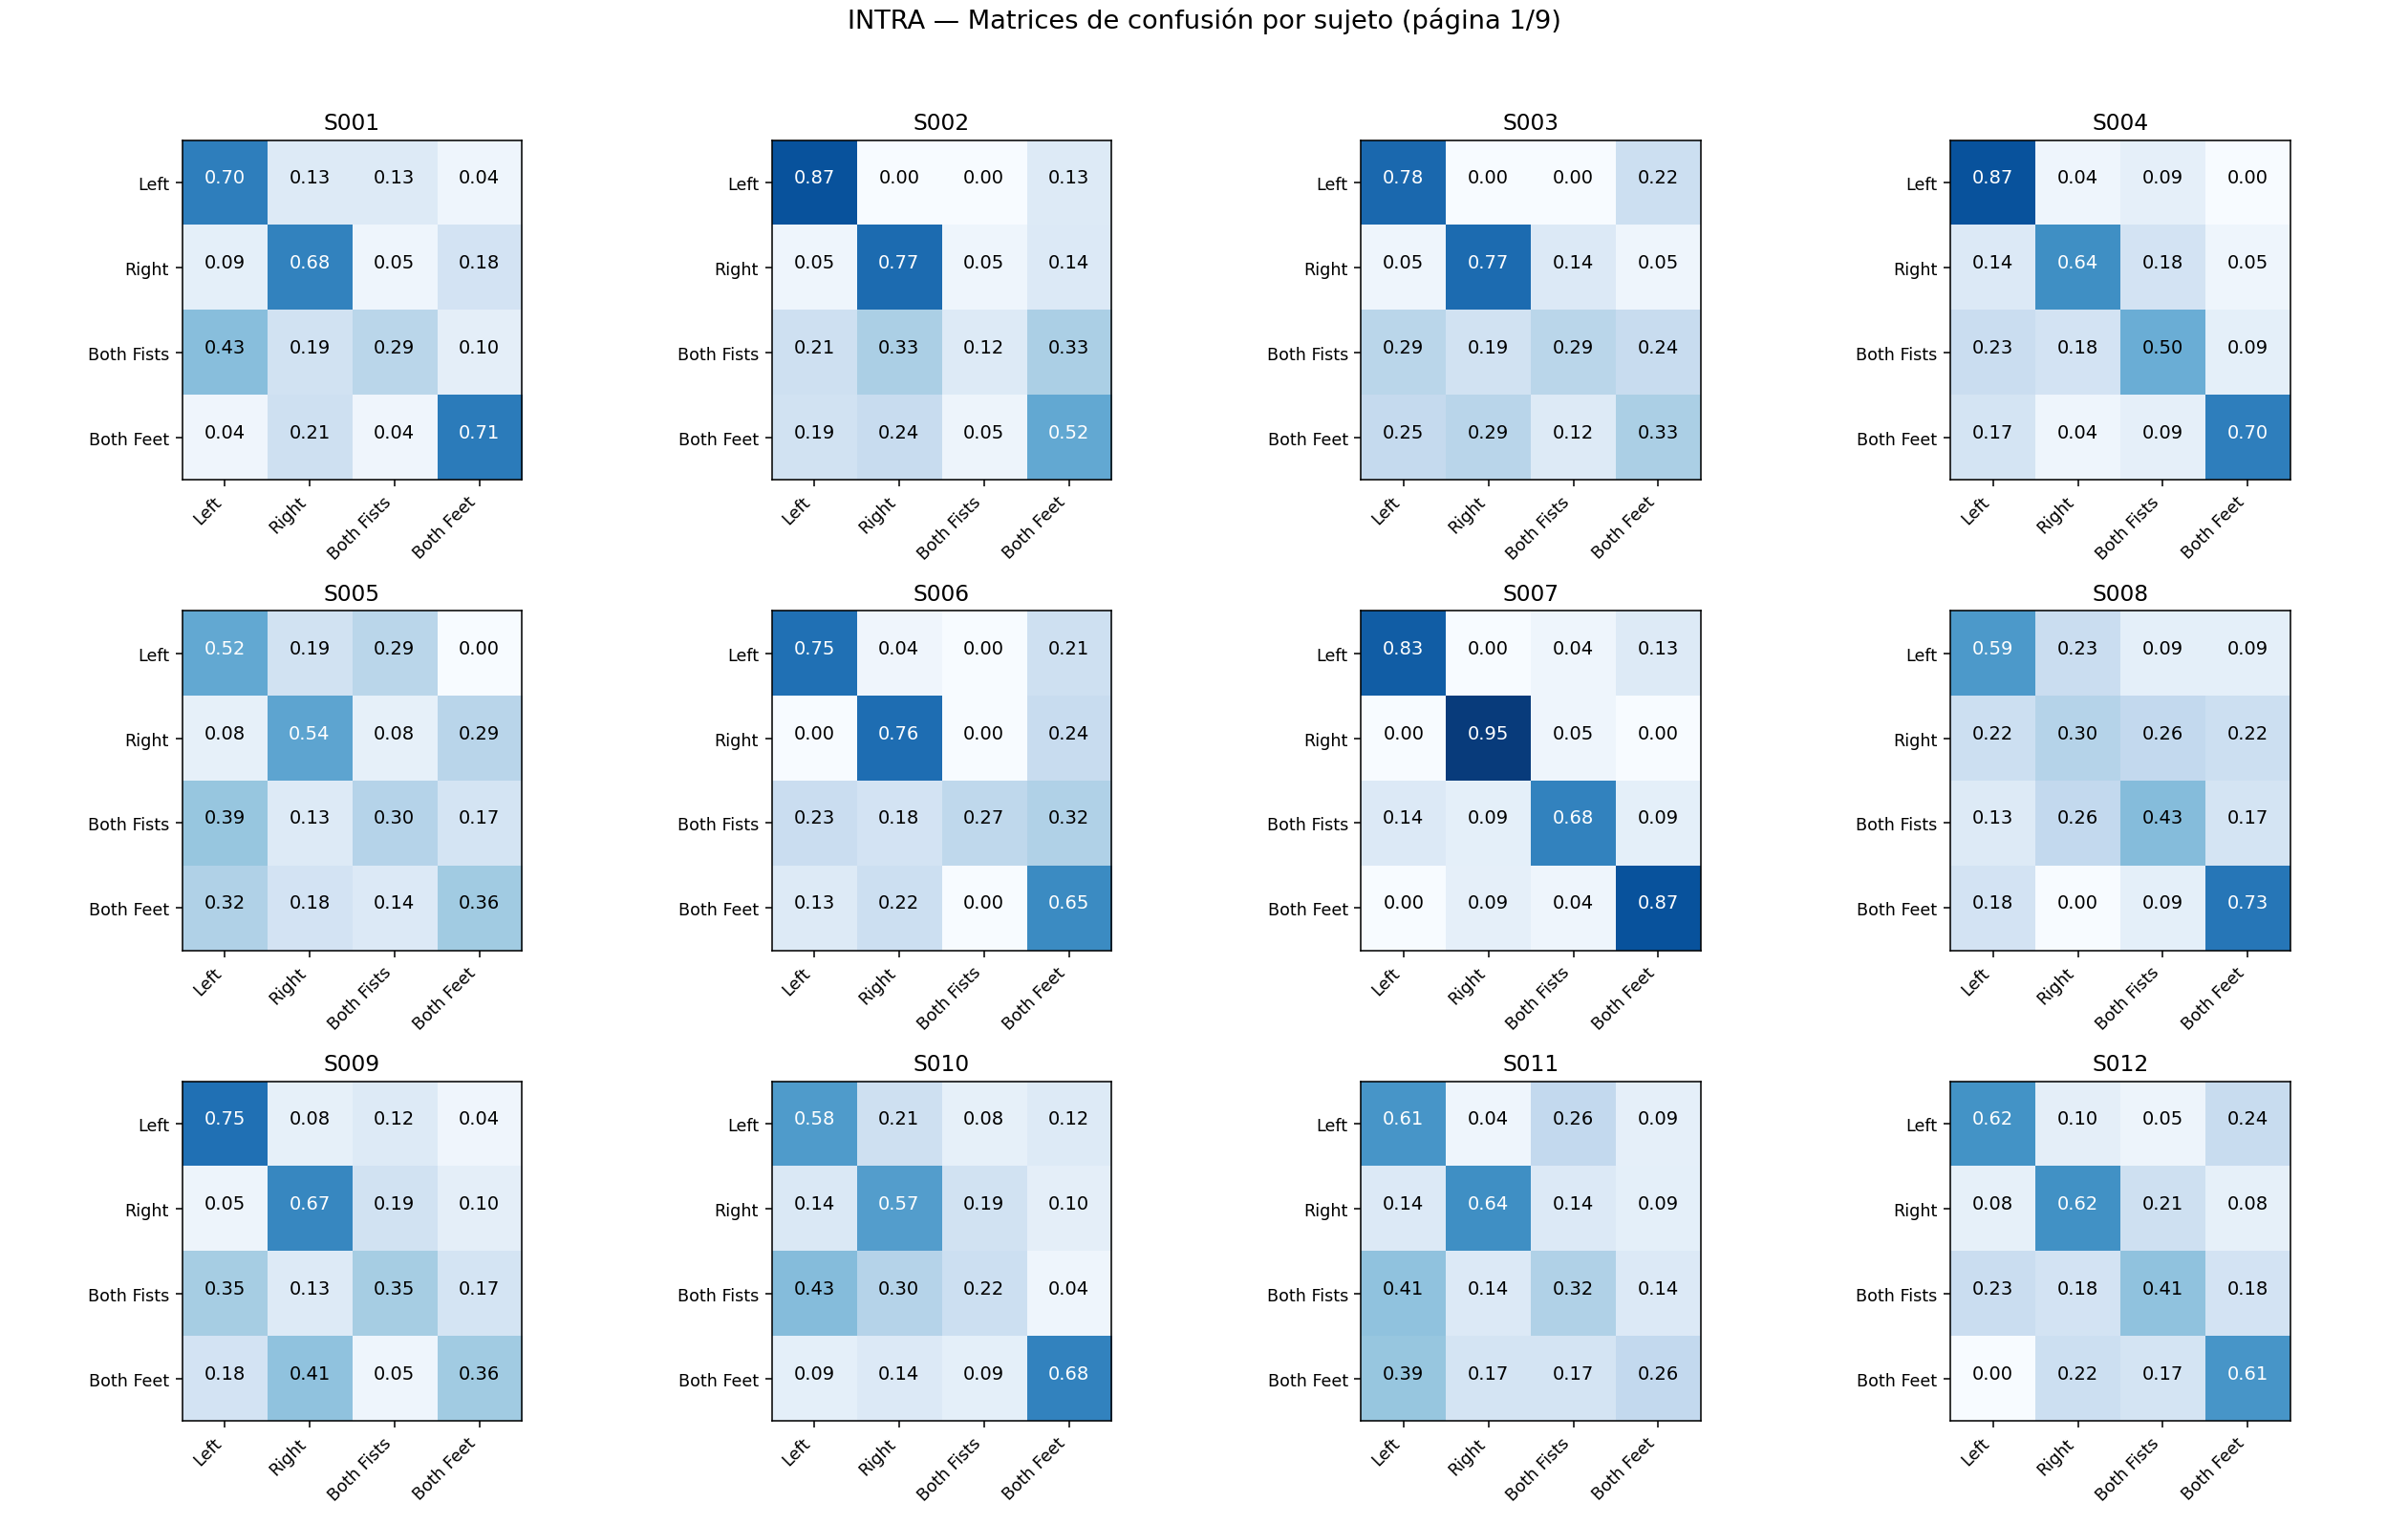 INTRA — Matrices de confusión por sujeto (página 1/9)
S001 S002 S003 S004
Left 0.70 0.13 0.13 0.04 Left 0.87 0.00 0.00 0.13 Left 0.78 0.00 0.00 0.22 Left 0.87 0.04 0.09 0.00
Right 0.09 0.68 0.05 0.18 Right 0.05 0.77 0.05 0.14 Right 0.05 0.77 0.14 0.05 Right 0.14 0.64 0.18 0.05
Both Fists 0.43 0.19 0.29 0.10 Both Fists 0.21 0.33 0.12 0.33 Both Fists 0.29 0.19 0.29 0.24 Both Fists 0.23 0.18 0.50 0.09
Both Feet 0.04 0.21 0.04 0.71 Both Feet 0.19 0.24 0.05 0.52 Both Feet 0.25 0.29 0.12 0.33 Both Feet 0.17 0.04 0.09 0.70
Left Right Both Fists Both Feet Left Right Both Fists Both Feet Left Right Both Fists Both Feet Left Right Both Fists Both Feet
S005 S006 S007 S008
Left 0.52 0.19 0.29 0.00 Left 0.75 0.04 0.00 0.21 Left 0.83 0.00 0.04 0.13 Left 0.59 0.23 0.09 0.09
Right 0.08 0.54 0.08 0.29 Right 0.00 0.76 0.00 0.24 Right 0.00 0.95 0.05 0.00 Right 0.22 0.30 0.26 0.22
Both Fists 0.39 0.13 0.30 0.17 Both Fists 0.23 0.18 0.27 0.32 Both Fists 0.14 0.09 0.68 0.09 Both Fists 0.13 0.26 0.43 0.17
Both Feet 0.32 0.18 0.14 0.36 Both Feet 0.13 0.22 0.00 0.65 Both Feet 0.00 0.09 0.04 0.87 Both Feet 0.18 0.00 0.09 0.73
Left Right Both Fists Both Feet Left Right Both Fists Both Feet Left Right Both Fists Both Feet Left Right Both Fists Both Feet
S009 S010 S011 S012
Left 0.75 0.08 0.12 0.04 Left 0.58 0.21 0.08 0.12 Left 0.61 0.04 0.26 0.09 Left 0.62 0.10 0.05 0.24
Right 0.05 0.67 0.19 0.10 Right 0.14 0.57 0.19 0.10 Right 0.14 0.64 0.14 0.09 Right 0.08 0.62 0.21 0.08
Both Fists 0.35 0.13 0.35 0.17 Both Fists 0.43 0.30 0.22 0.04 Both Fists 0.41 0.14 0.32 0.14 Both Fists 0.23 0.18 0.41 0.18
Both Feet 0.18 0.41 0.05 0.36 Both Feet 0.09 0.14 0.09 0.68 Both Feet 0.39 0.17 0.17 0.26 Both Feet 0.00 0.22 0.17 0.61
Left Right Both Fists Both Feet Left Right Both Fists Both Feet Left Right Both Fists Both Feet Left Right Both Fists Both Feet